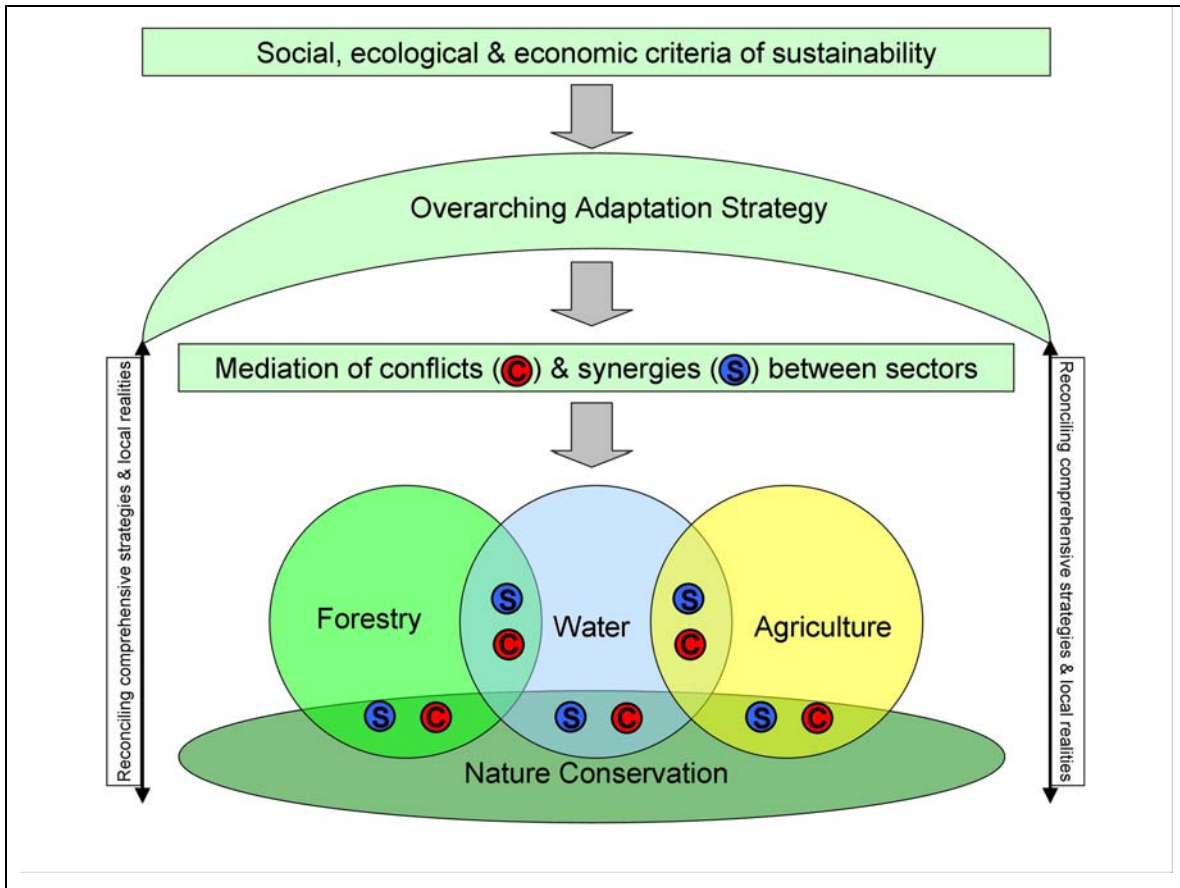 Social, ecological & economic criteria of sustainability
Overarching Adaptation Strategy
Mediation of conflicts (C) & synergies (S) between sectors
Reconciling comprehensive strategies & local realities
Reconciling comprehensive strategies & local realities
S
S
Forestry
Water
Agriculture
C
C
S C
S C
S C
Nature Conservation